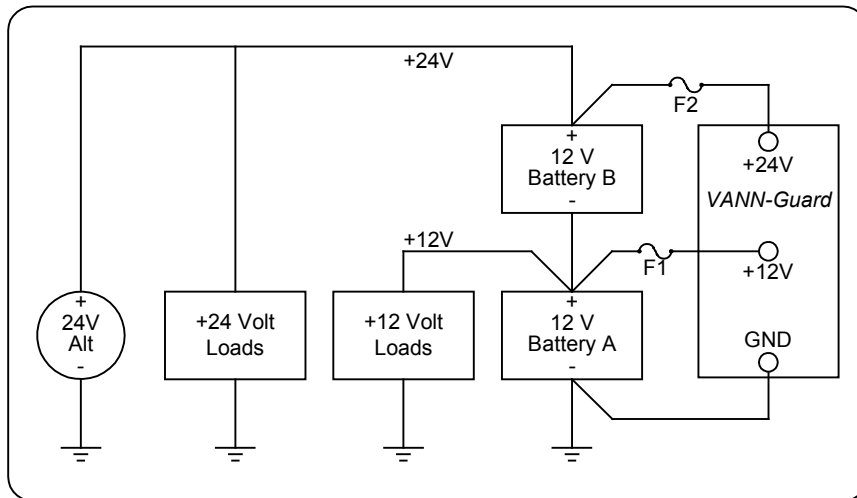 +24V
F2
+
12 V
Battery B
-
+24V
VANN-Guard
+12V
F1
+12V
+
24V
Alt
-
+24 Volt
Loads
+12 Volt
Loads
+
12 V
Battery A
-
GND